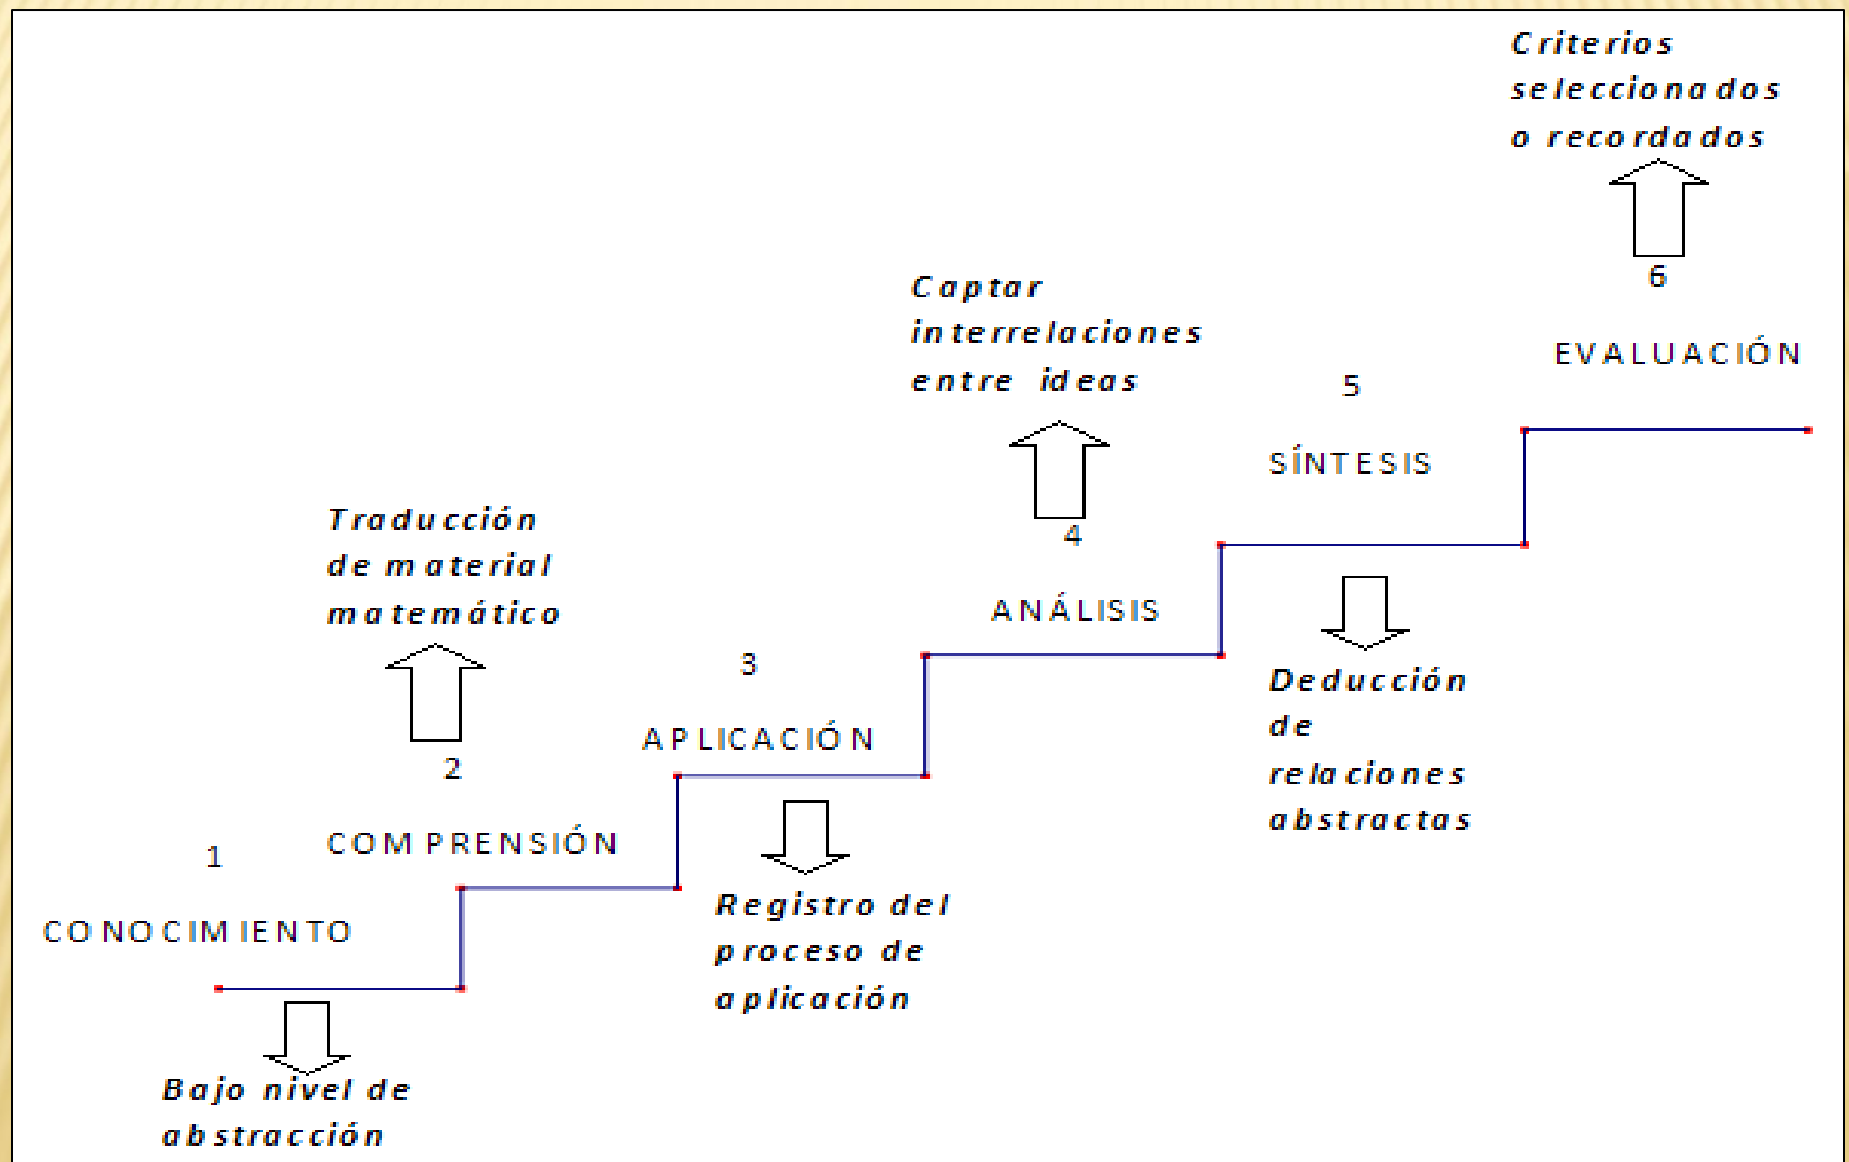 1
CONOCIMIENTO
Bajo nivel de
abstracción
Traducción
de material
matemático
2
COMPRENSIÓN
3
APLICACIÓN
Registro del
proceso de
aplicación
Captar
interrelaciones
entre ideas
4
ANÁLISIS
5
SÍNTESIS
Deducción
de
relaciones
abstractas
Criterios
seleccionados
o recordados
6
EVALUACIÓN